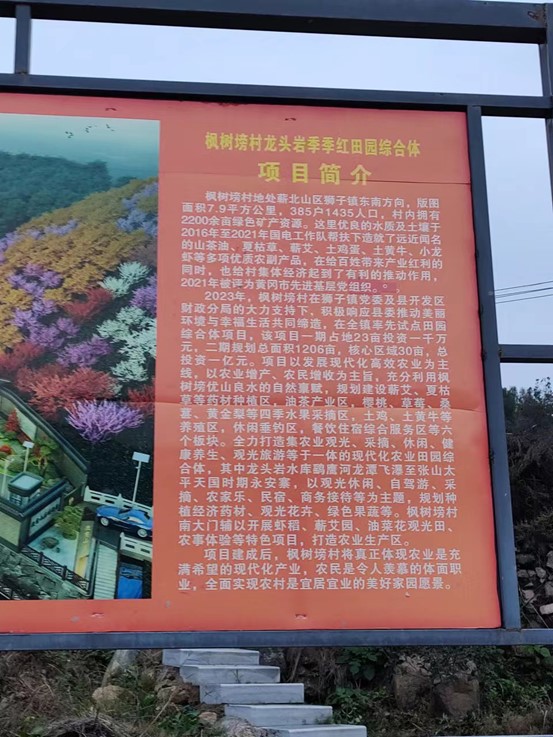 枫树塝村龙头岩季季红田园综合体
项目简介
枫树塝村地处蕲北山区狮子镇东南方向，版图
面积7.9平方公里，385户1435人口，村内拥有
2200余亩绿色矿产资源。这里优良的水质及土壤于
2016年至2021年国电工作队帮扶下造就了远近闻名
的山茶油、夏枯草、蕲艾、土鸡蛋、土黄牛、小龙
虾等多项优质农副产品，在给百姓带来产业红利的
同时，也给村集体经济起到了有利的推动作用，
2021年被评为黄冈市先进基层党组织。
2023年，枫树塝村在狮子镇党委及县开发区
财政分局的大力支持下、积极响应县委推动美丽
环境与幸福生活共同缔造，在全镇率先试点田园
综合体项目，该项目一期占地23亩投资一千万
元，二期规划总面积1206亩，核心区域30亩，总
投资一亿元。项目以发展现代化高效农业为主
线，以农业增产、农民增收为主旨，充分利用枫
树塝优山良水的自然禀赋，规划建设蕲艾、夏枯
草等药材种植区，油茶产业区，樱桃、草莓、桑
葚、黄金梨等四季水果采摘区，土鸡、土黄牛等
养殖区，休闲垂钓区，餐饮住宿综合服务区等六
个板块。全力打造集农业观光、采摘、休闲、健
康养生、观光旅游等于一体的现代化农业田园综
合体，其中龙头岩水库鹞鹰河龙潭飞瀑至张山太
平天国时期永安寨，以观光休闲、自驾游、采
摘、农家乐、民宿、商务接待等为主题，规划种
植经济药材、观光花卉、绿色果蔬等。枫树塝村
南大门辅以开展虾稻、蕲艾园、油菜花观光田、
农事体验等特色项目，打造农业生产区。
项目建成后，枫树塝村将真正体现农业是充
满希望的现代化产业，农民是令人羡慕的体面职
业，全面实现农村是宜居宜业的美好家园愿景。